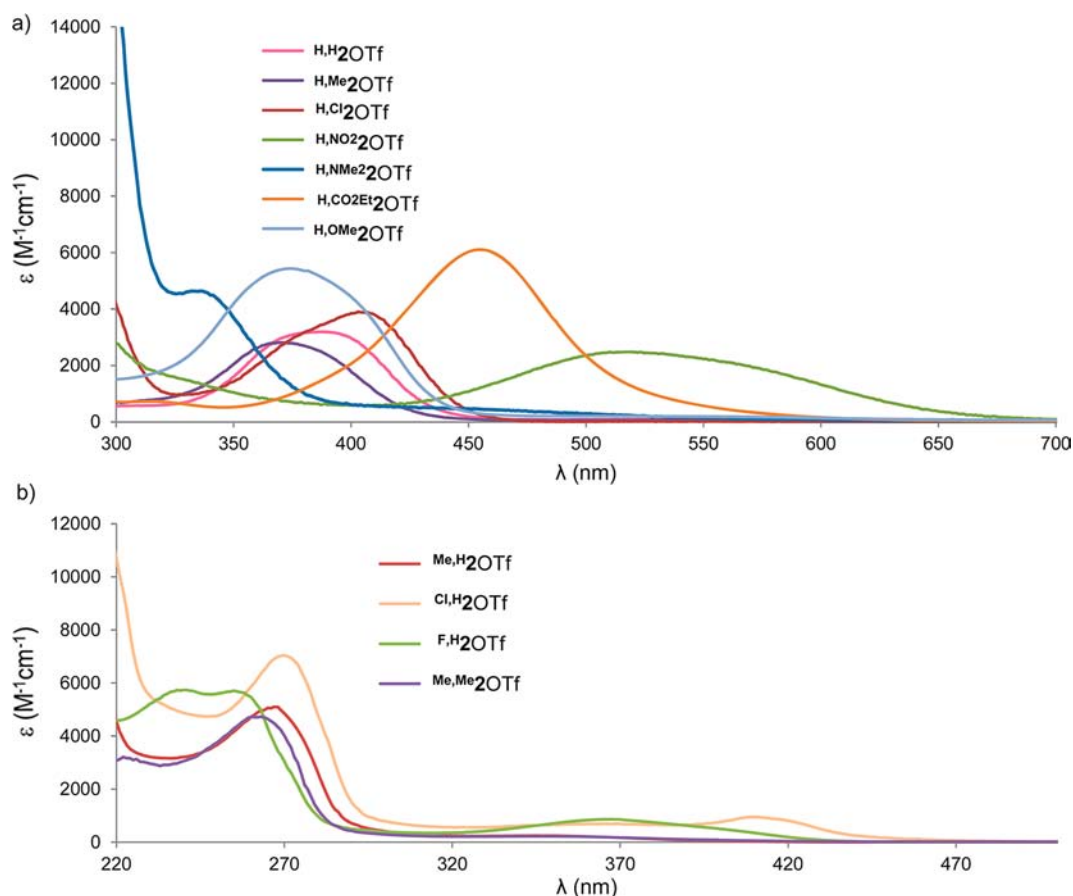 a)
14000
12000
10000
8000
6000
4000
2000
0
ε (M⁻¹cm⁻¹)
H,H2OTf
H,Me2OTf
H,Cl2OTf
H,NO22OTf
H,NMe22OTf
H,CO2Et2OTf
H,OMe2OTf
300 350 400 450 500 550 600 650 700
λ (nm)
b)
12000
10000
8000
6000
4000
2000
0
ε (M⁻¹cm⁻¹)
Me,H2OTf
Cl,H2OTf
F,H2OTf
Me,Me2OTf
220 270 320 370 420 470
λ (nm)